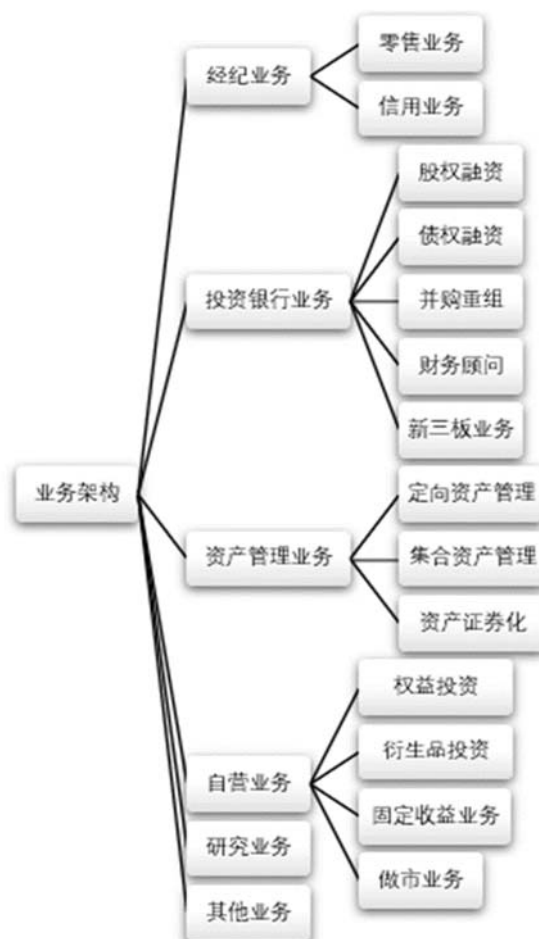 业务架构
经纪业务
零售业务
信用业务
投资银行业务
股权融资
债权融资
并购重组
财务顾问
新三板业务
资产管理业务
定向资产管理
集合资产管理
资产证券化
自营业务
权益投资
衍生品投资
固定收益业务
做市业务
研究业务
其他业务